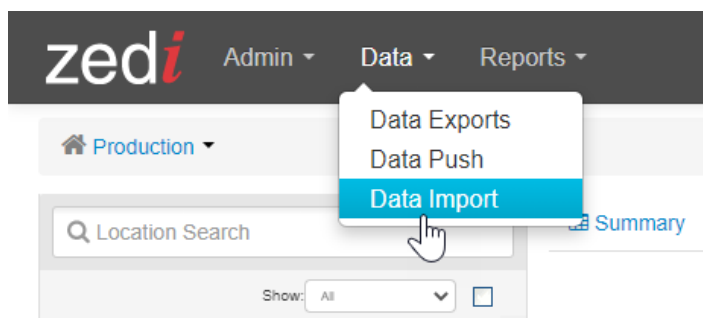 zedi Admin Data Reports
Data Exports
Production
Data Push
Data Import
Location Search
Summary
Show: All